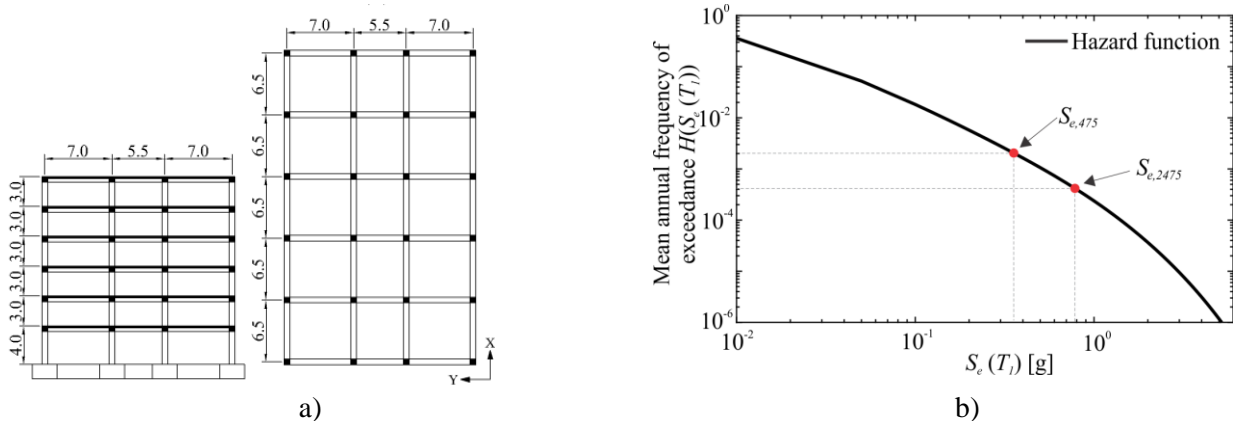 7.0 5.5 7.0
6.5
6.5
6.5
6.5
6.5
X
Y
7.0 5.5 7.0
3.0
3.0
3.0
3.0
3.0
4.0
a)
Mean annual frequency of
exceedance H(Se (T1))
10^0
10^-2
10^-4
10^-6
10^-2 10^-1 10^0
Se (T1) [g]
Hazard function
Se,475
Se,2475
b)